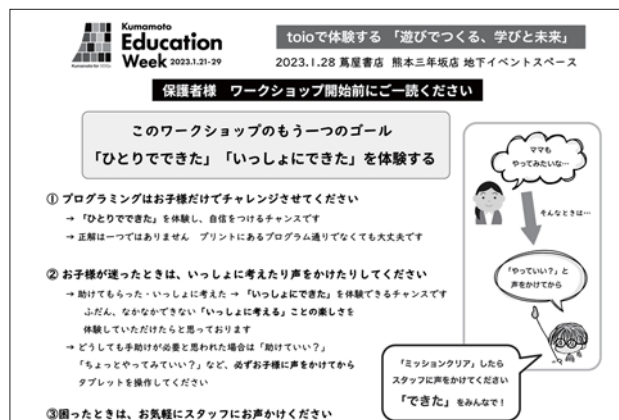 Kumamoto
Education
Week 2023.1.21-29
toioで体験する 「遊びでつくる、学びと未来」
2023.1.28 蔦屋書店 熊本三年坂店 地下イベントスペース
保護者様 ワークショップ開始前にご一読ください
このワークショップのもう一つのゴール
「ひとりでできた」「いっしょにできた」を体験する
① プログラミングはお子様だけでチャレンジさせてください
→ 「ひとりでできた」を体験し、自信をつけるチャンスです
→ 正解は一つではありません プリントにあるプログラム通りでなくても大丈夫です
② お子様が迷ったときは、いっしょに考えたり声をかけたりしてください
→ 助けてもらった・いっしょに考えた → 「いっしょにできた」を体験できるチャンスです
ふだん、なかなかできない「いっしょに考える」ことの楽しさを
体験していただけたらと思っております
→ どうしても手助けが必要と思われた場合は「助けていい？」
「ちょっとやってみていい？」など、必ずお子様に声をかけてから
タブレットを操作してください
③困ったときは、お気軽にスタッフにお声かけください
ママも
やってみたいな…
そんなときは…
「やっていい？」と
声をかけてから
「ミッションクリア」したら
スタッフに声をかけてください
「できた」をみんなで！